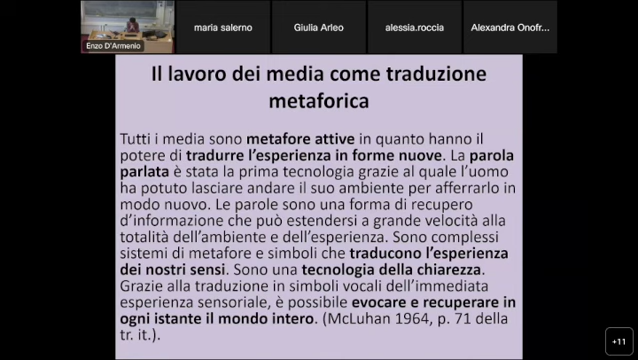 Enzo D'Armenio
maria salerno
Giulia Arleo
alessia.roccia
Alexandra Onofr...
Il lavoro dei media come traduzione
metaforica
Tutti i media sono metafore attive in quanto hanno il
potere di tradurre l'esperienza in forme nuove. La parola
parlata è stata la prima tecnologia grazie al quale l'uomo
ha potuto lasciare andare il suo ambiente per afferrarlo in
modo nuovo. Le parole sono una forma di recupero
d'informazione che può estendersi a grande velocità alla
totalità dell'ambiente e dell'esperienza. Sono complessi
sistemi di metafore e simboli che traducono l'esperienza
dei nostri sensi. Sono una tecnologia della chiarezza.
Grazie alla traduzione in simboli vocali dell'immediata
esperienza sensoriale, è possibile evocare e recuperare in
ogni istante il mondo intero. (McLuhan 1964, p. 71 della
tr. it.).
+11